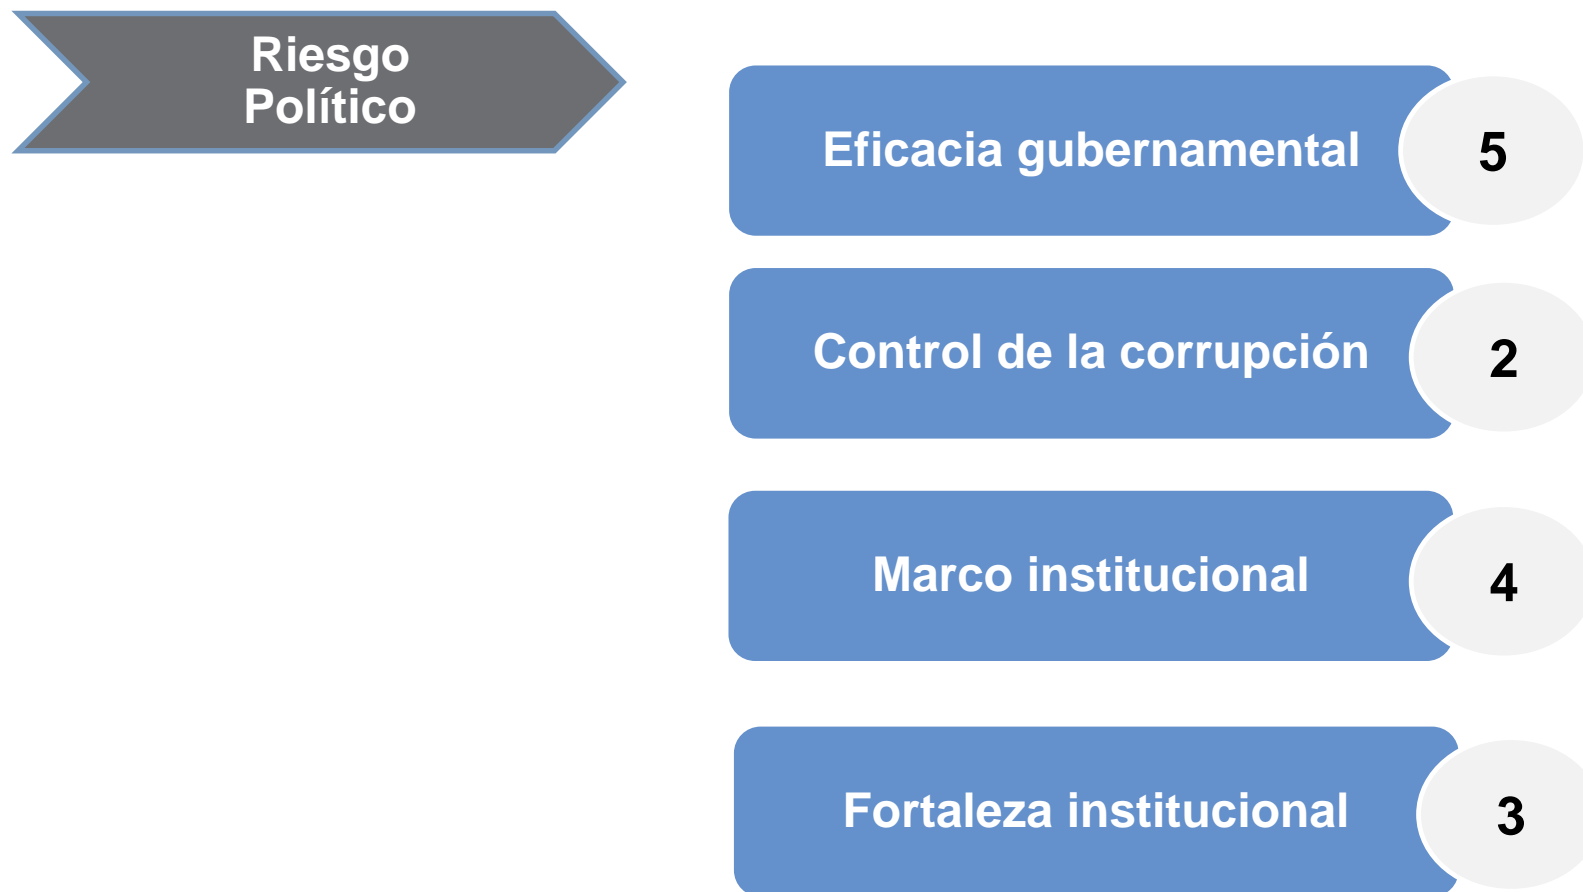 Riesgo
Político
Eficacia gubernamental
5
Control de la corrupción
2
Marco institucional
4
Fortaleza institucional
3